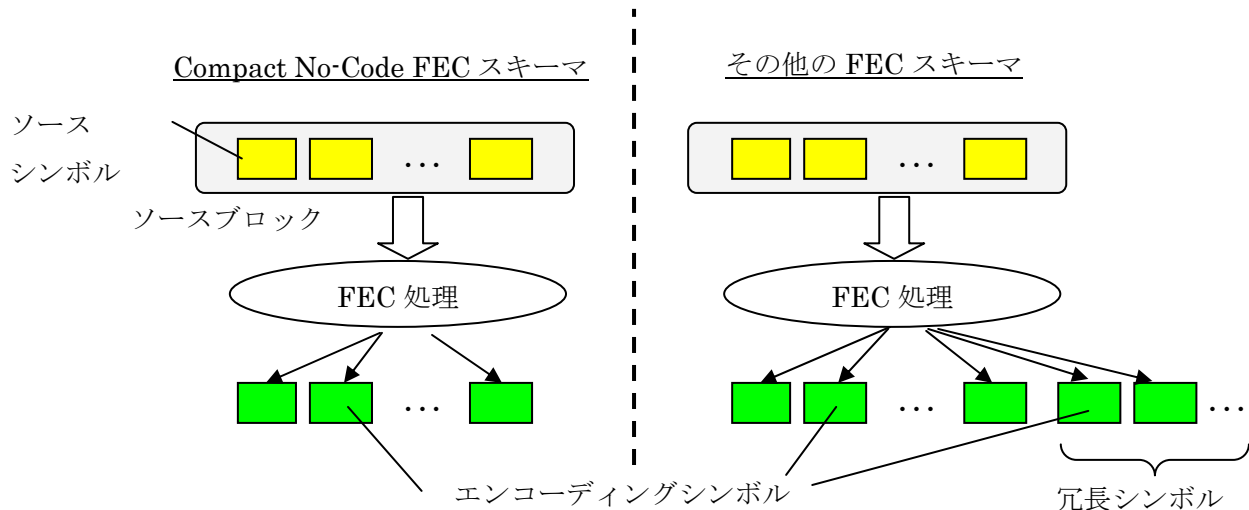 Compact No-Code FEC スキーマ
その他の FEC スキーマ
ソース
シンボル
…
…
ソースブロック
FEC 処理
FEC 処理
…
…
…
エンコーディングシンボル
冗長シンボル